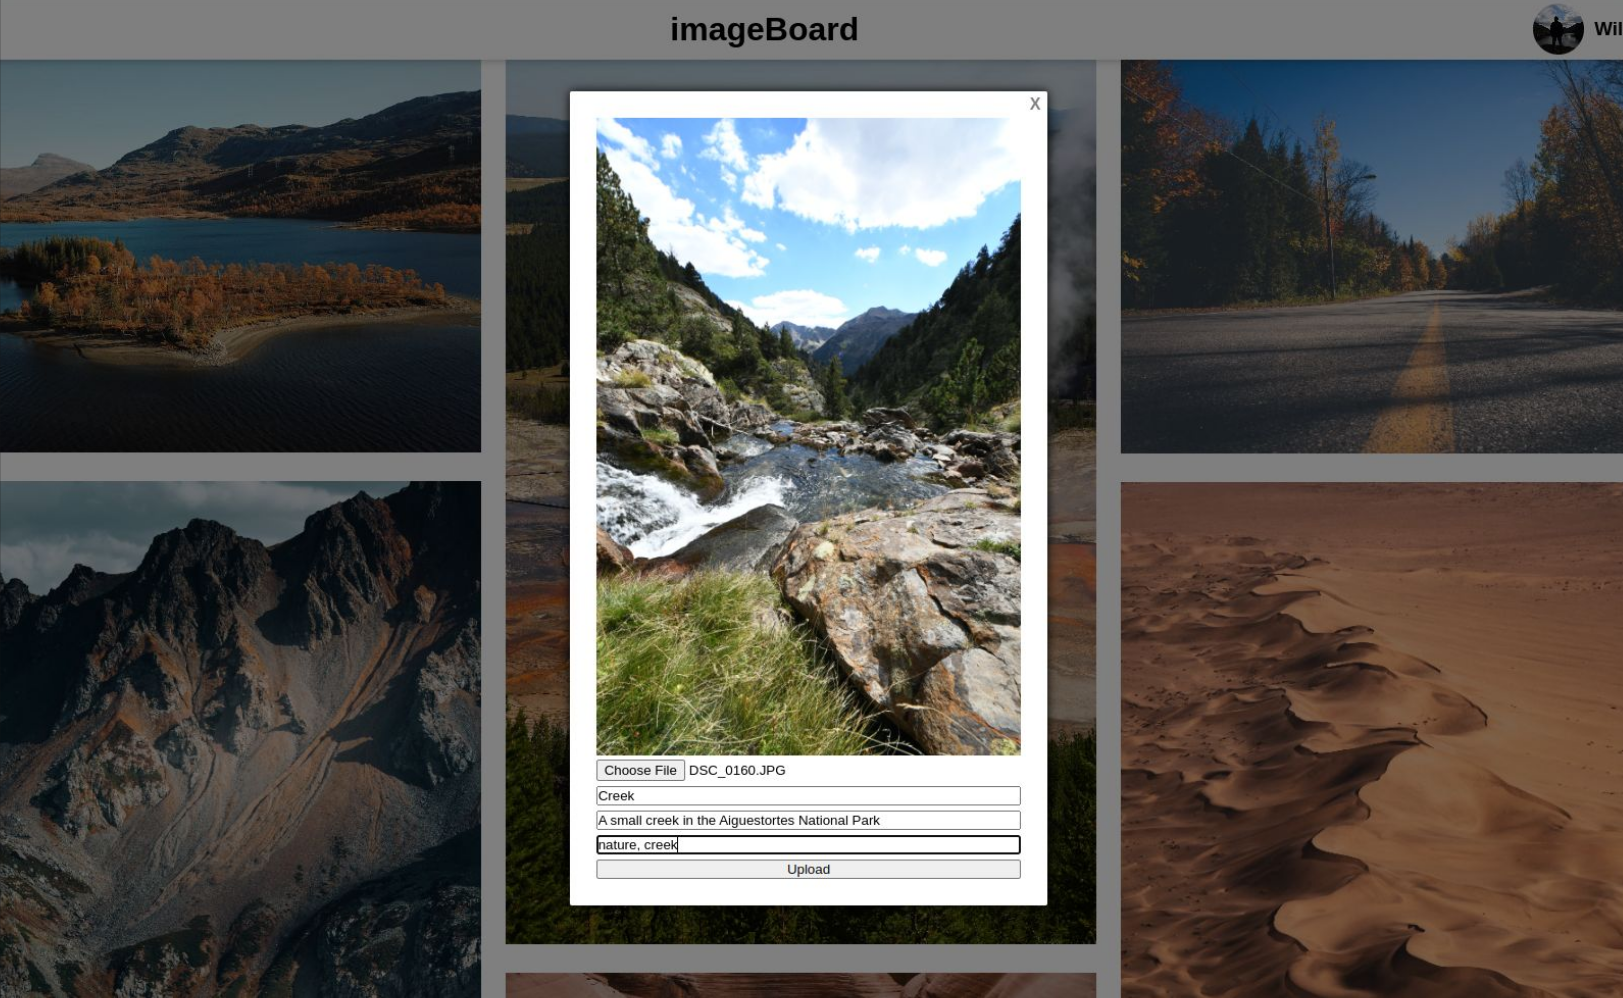 imageBoard
Wil
X
Choose File DSC_0160.JPG
Creek
A small creek in the Aiguestortes National Park
nature, creek
Upload